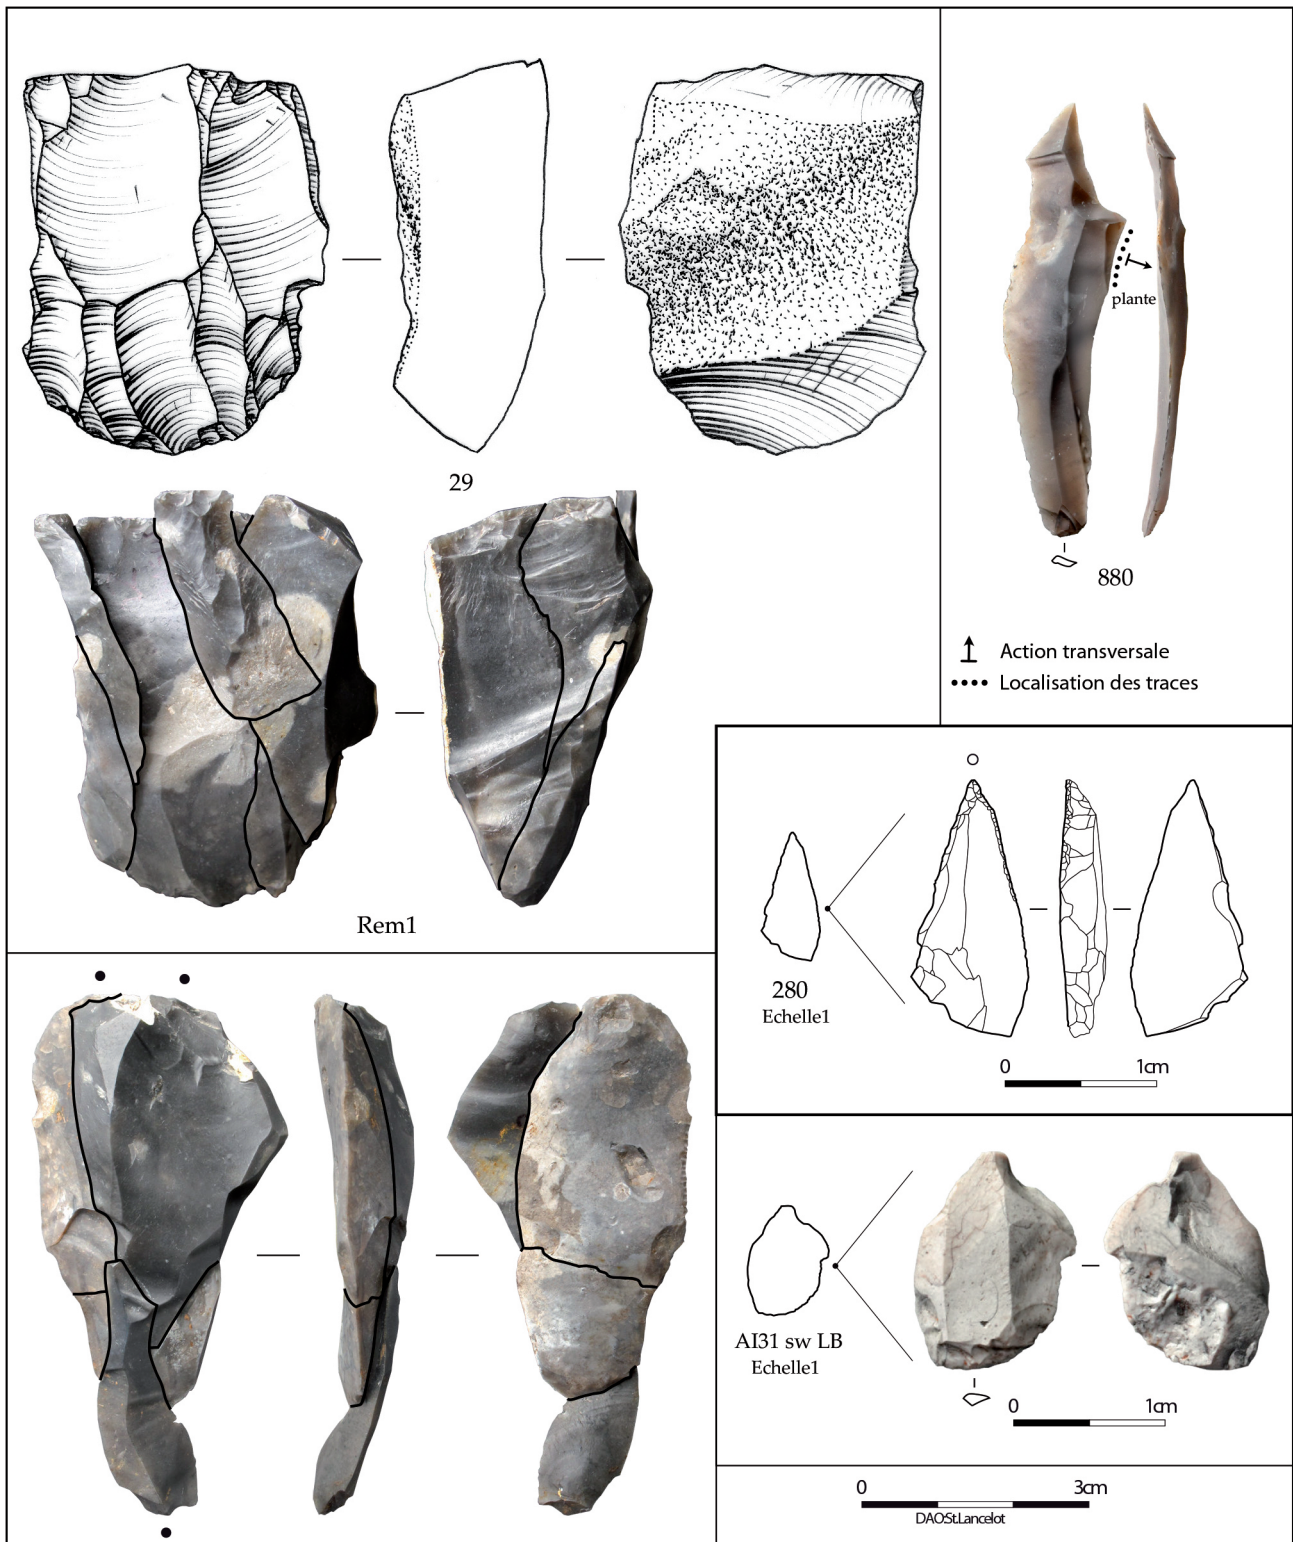 29
plante
880
Action transversale
Localisation des traces
Rem1
280
Echelle1
0 1cm
AI31 sw LB
Echelle1
0 1cm
0 3cm
DAOSt.Lancelot